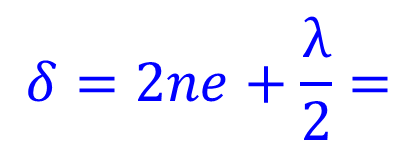 δ = 2ne + λ/2 =